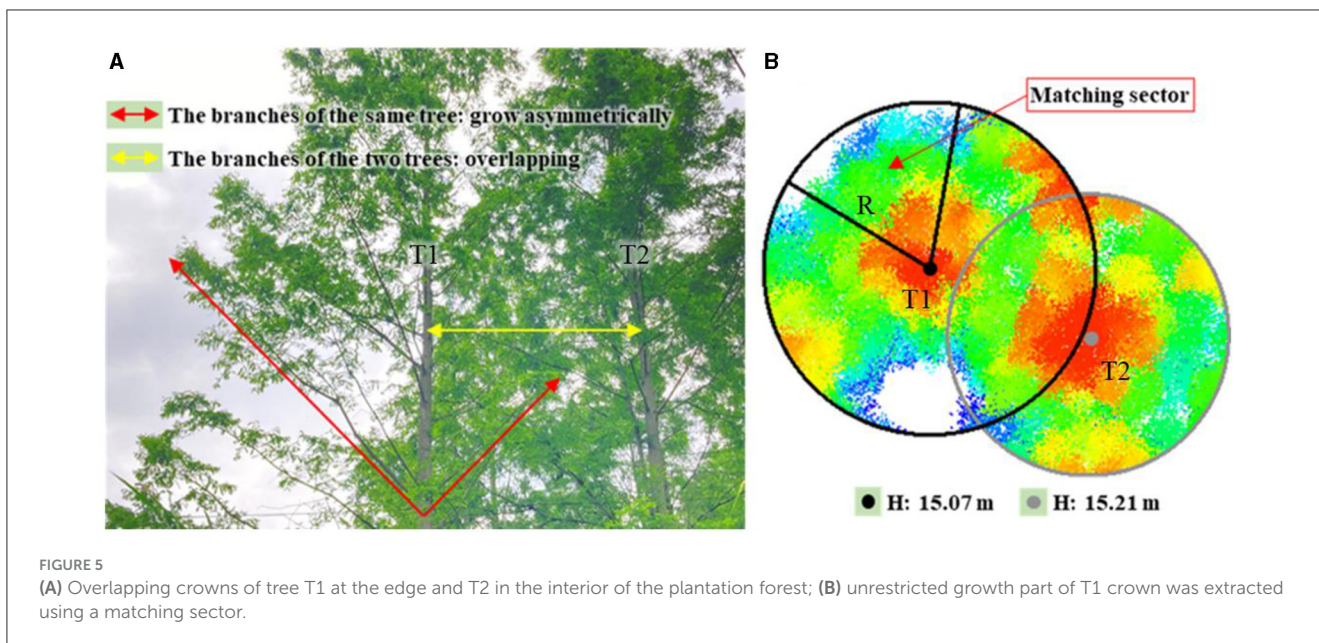 A
The branches of the same tree: grow asymmetrically
The branches of the two trees: overlapping
T1
T2
B
Matching sector
R
T1
T2
H: 15.07 m
H: 15.21 m
FIGURE 5
(A) Overlapping crowns of tree T1 at the edge and T2 in the interior of the plantation forest; (B) unrestricted growth part of T1 crown was extracted
using a matching sector.